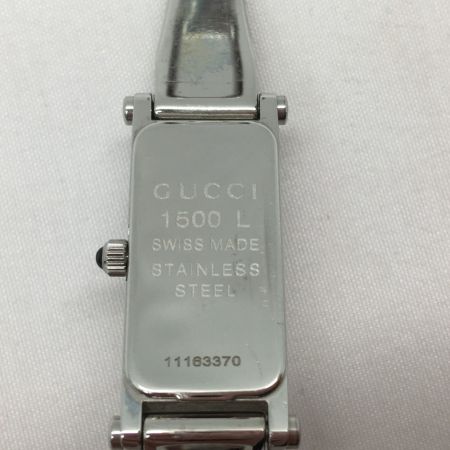 GUCCI
1500 L
SWISS MADE
STAINLESS
STEEL
11163370